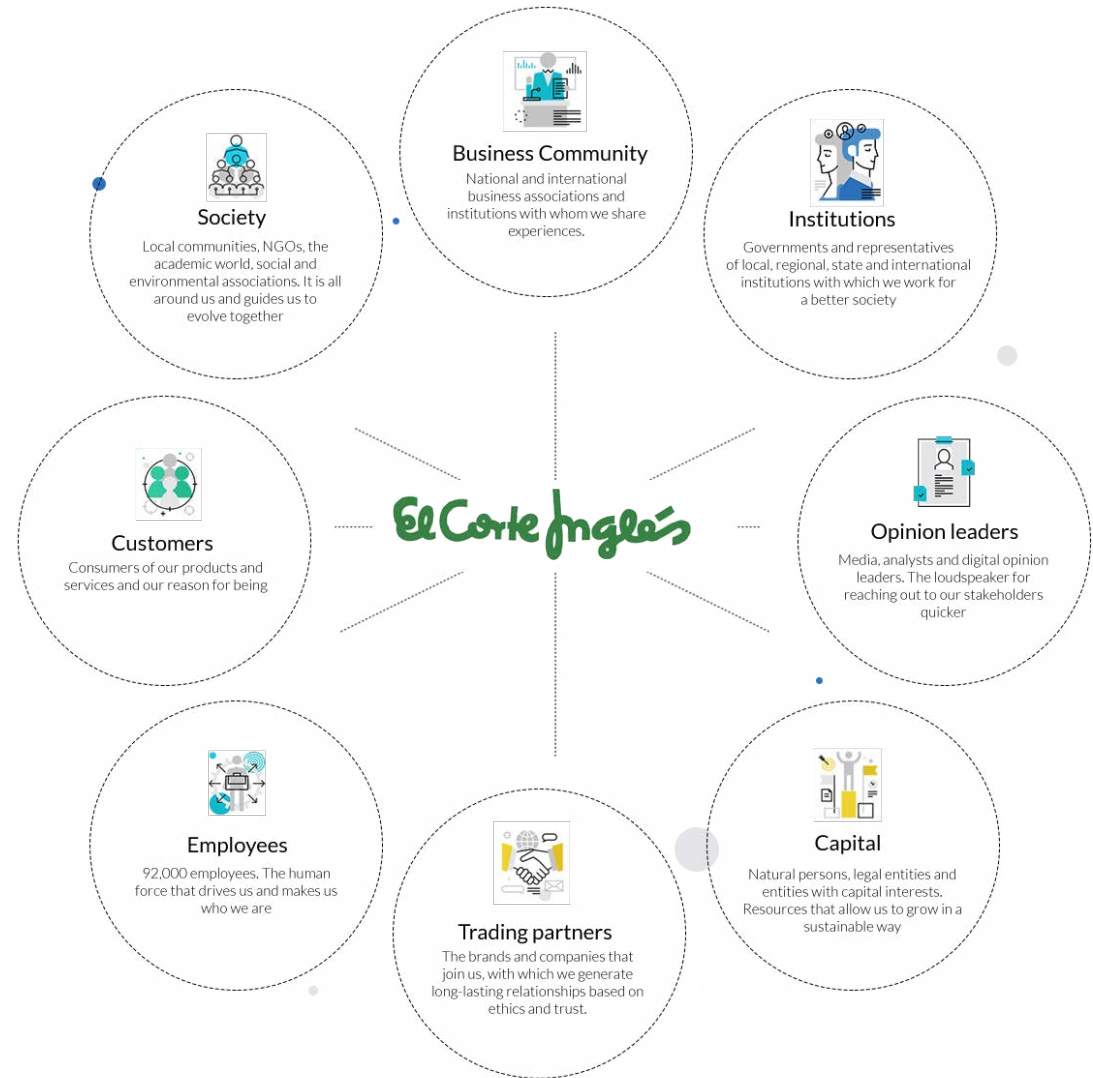 Business Community
National and international
business associations and
institutions with whom we share
experiences.
Society
Local communities, NGOs, the
academic world, social and
environmental associations. It is all
around us and guides us to
evolve together
Institutions
Governments and representatives
of local, regional, state and international
institutions with which we work for
a better society
Customers
Consumers of our products and
services and our reason for being
El Corte Inglés
Opinion leaders
Media, analysts and digital opinion
leaders. The loudspeaker for
reaching out to our stakeholders
quicker
Employees
92,000 employees. The human
force that drives us and makes us
who we are
Trading partners
The brands and companies that
join us, with which we generate
long-lasting relationships based on
ethics and trust.
Capital
Natural persons, legal entities and
entities with capital interests.
Resources that allow us to grow in a
sustainable way